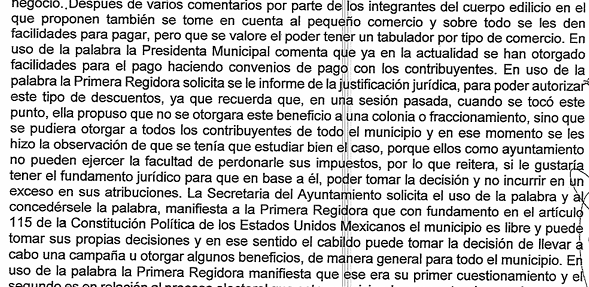 negocio. Después de varios comentarios por parte de los integrantes del cuerpo edilicio en el
que proponen también se tome en cuenta al pequeño comercio y sobre todo se les den
facilidades para pagar, pero que se valore el poder tener un tabulador por tipo de comercio. En
uso de la palabra la Presidenta Municipal comenta que ya en la actualidad se han otorgado
facilidades para el pago haciendo convenios de pago con los contribuyentes. En uso de la
palabra la Primera Regidora solicita se le informe de la justificación jurídica, para poder autorizar
este tipo de descuentos, ya que recuerda que, en una sesión pasada, cuando se tocó este
punto, ella propuso que no se otorgara este beneficio a una colonia o fraccionamiento, sino que
se pudiera otorgar a todos los contribuyentes de todo el municipio y en ese momento se les
hizo la observación de que se tenía que estudiar bien el caso, porque ellos como ayuntamiento
no pueden ejercer la facultad de perdonarle sus impuestos, por lo que reitera, si le gustaría
tener el fundamento jurídico para que en base a él, poder tomar la decisión y no incurrir en un
exceso en sus atribuciones. La Secretaria del Ayuntamiento solicita el uso de la palabra y al
concedérsele la palabra, manifiesta a la Primera Regidora que con fundamento en el artículo
115 de la Constitución Política de los Estados Unidos Mexicanos el municipio es libre y puede
tomar sus propias decisiones y en ese sentido el cabildo puede tomar la decisión de llevar a
cabo una campaña u otorgar algunos beneficios, de manera general para todo el municipio. En
uso de la palabra la Primera Regidora manifiesta que ese era su primer cuestionamiento y el
segundo es en relación al proceso electoral que